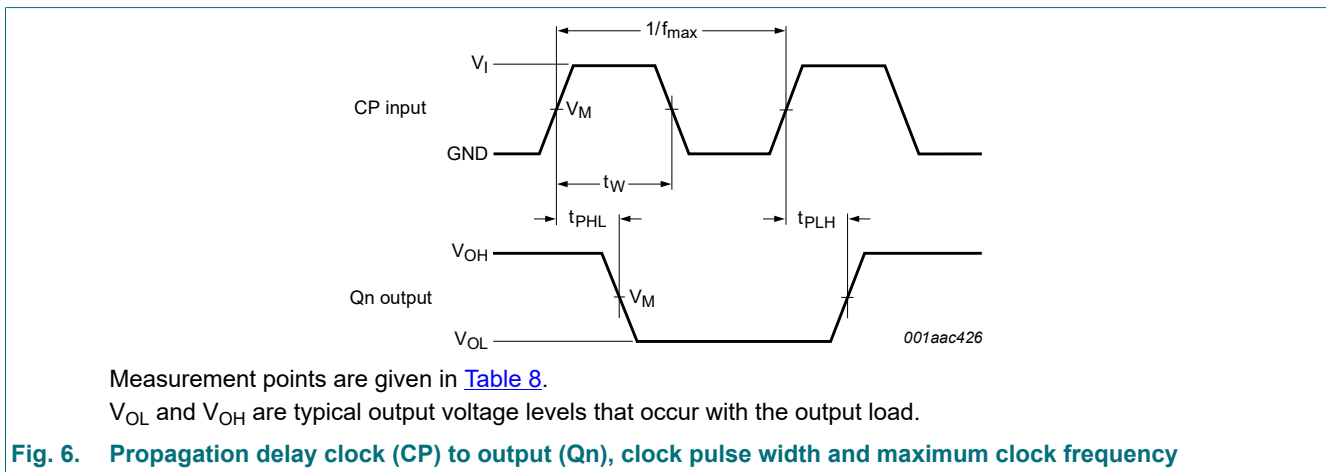 1/fmax
VI
CP input
VM
GND
tW
tPHL
tPLH
VOH
Qn output
VM
VOL
001aac426
Measurement points are given in Table 8.
VOL and VOH are typical output voltage levels that occur with the output load.
Fig. 6. Propagation delay clock (CP) to output (Qn), clock pulse width and maximum clock frequency